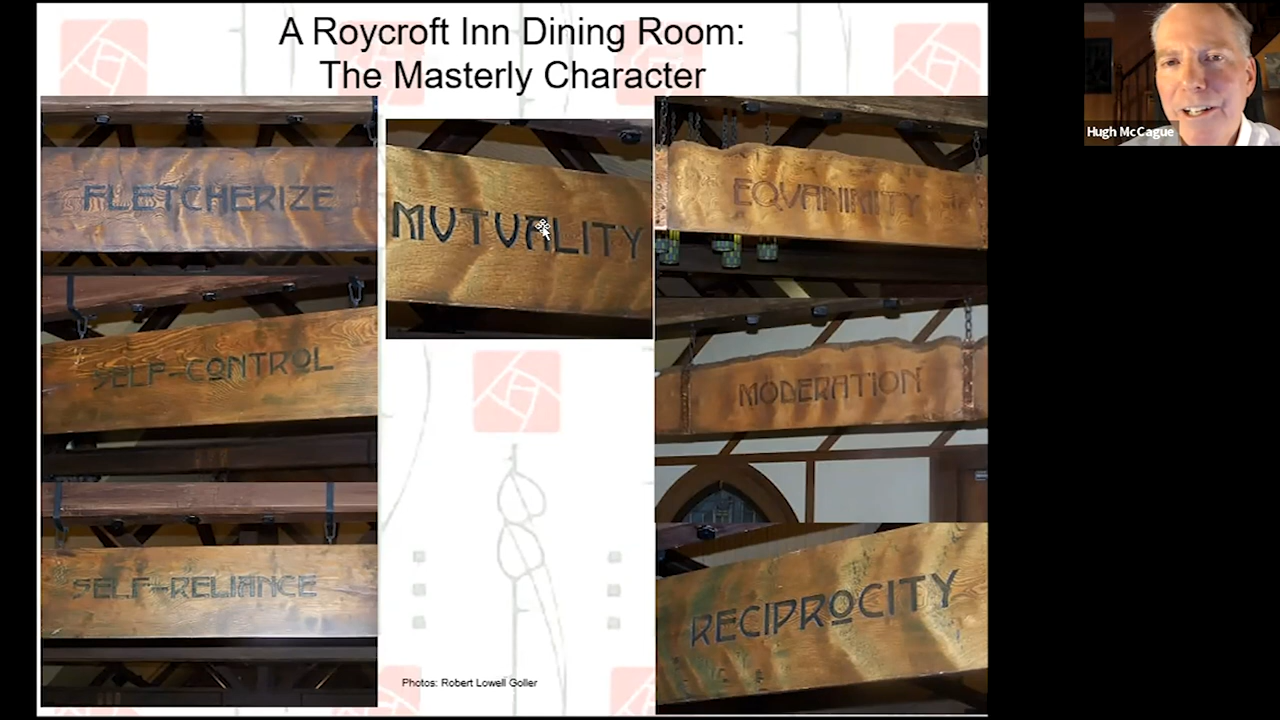 A Roycroft Inn Dining Room:
The Masterly Character
FLETCHERIZE
SELF-CONTROL
SELF-RELIANCE
MUTUALITY
EQVANIMITY
MODERATION
RECIPROCITY
Photos: Robert Lowell Goller
Hugh McCague